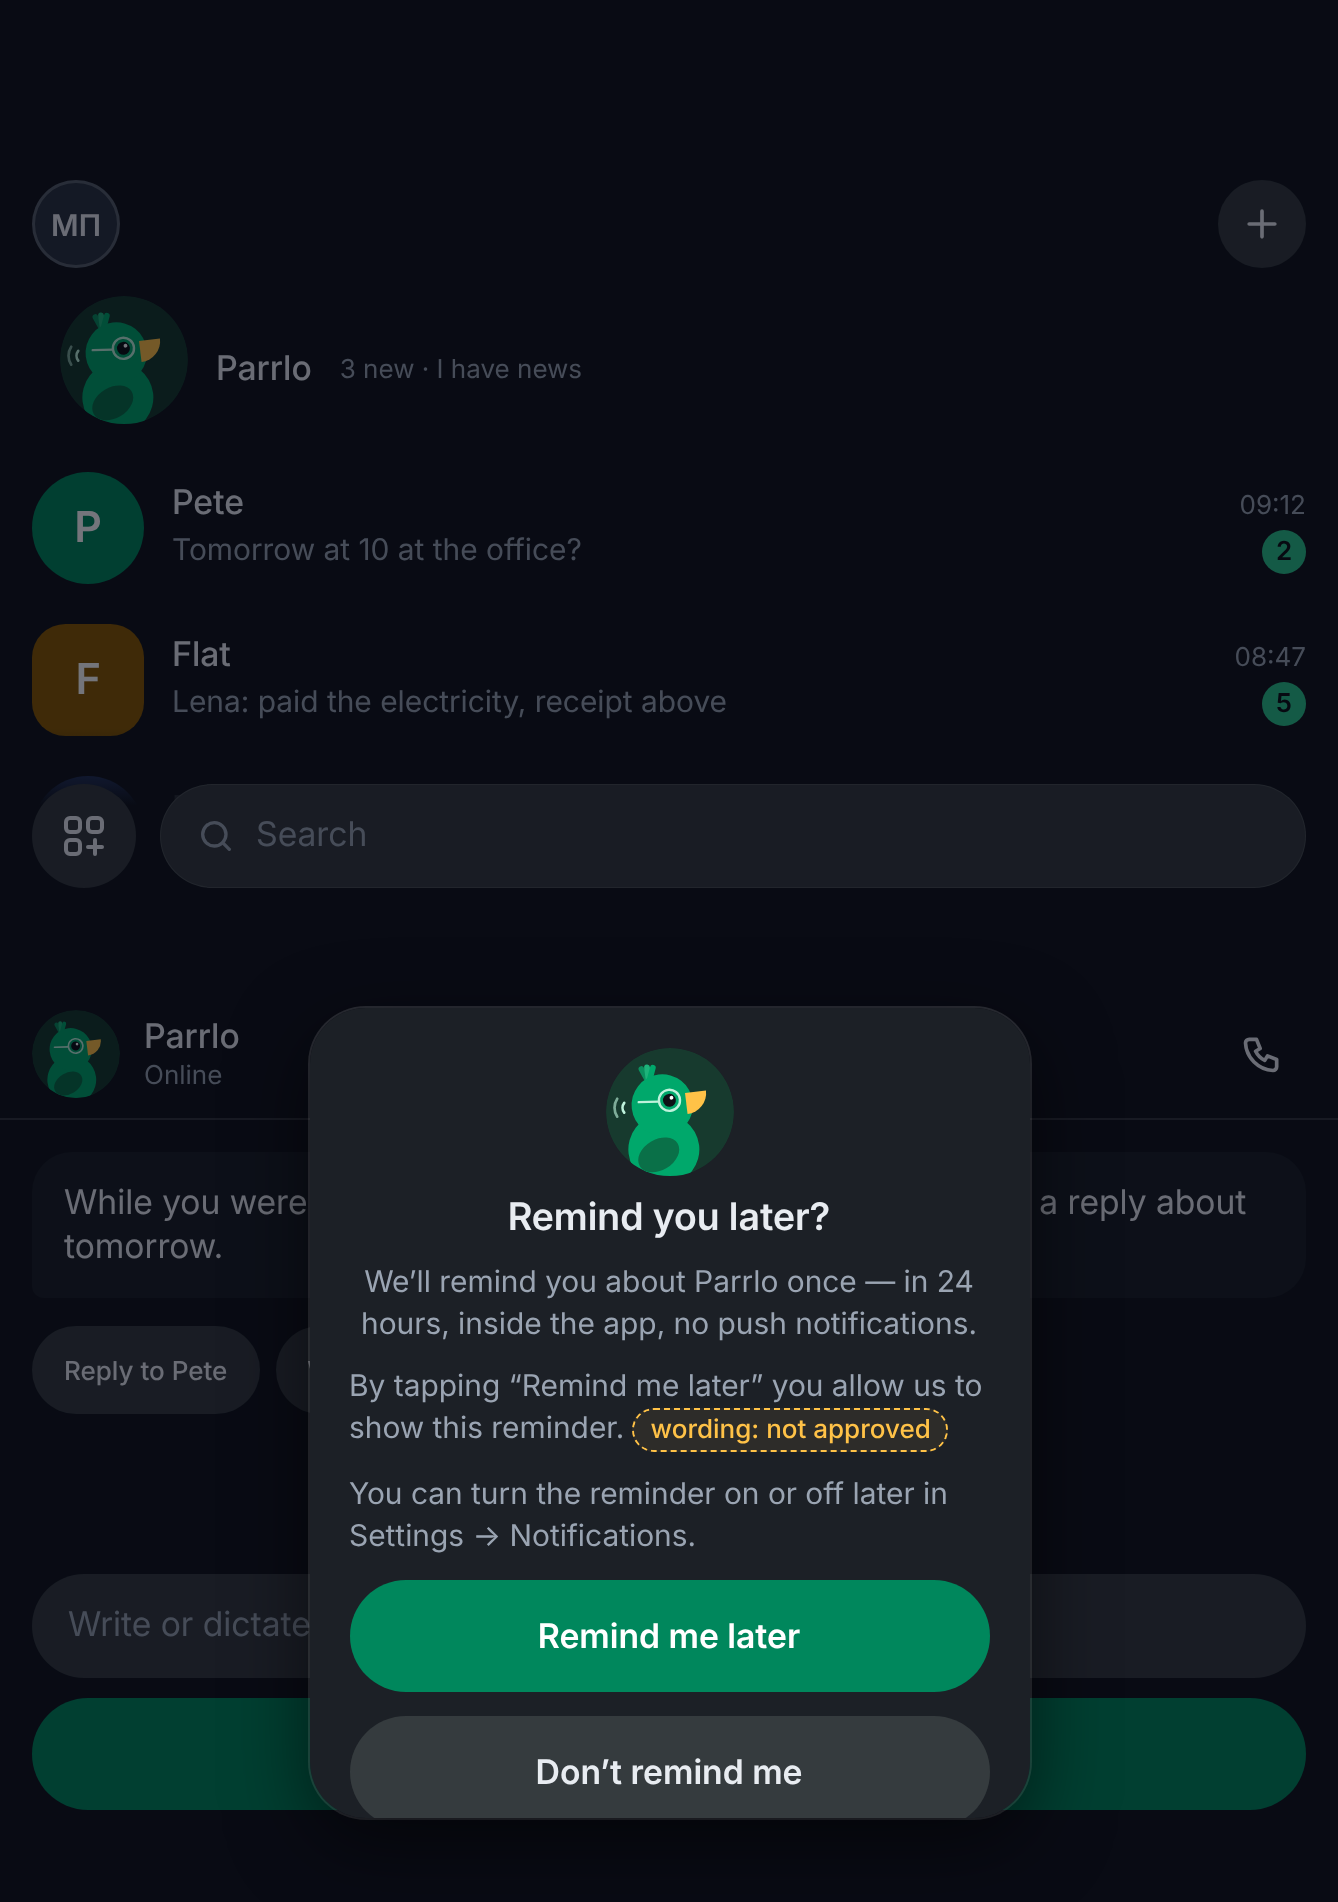 МП
Parrlo 3 new · I have news
Pete
09:12
Tomorrow at 10 at the office?
2
P
Flat
08:47
Lena: paid the electricity, receipt above
5
F
Search
Parrlo
Online
While you were
a reply about
tomorrow.
Reply to Pete
Write or dictate
Remind you later?
We’ll remind you about Parrlo once — in 24
hours, inside the app, no push notifications.
By tapping “Remind me later” you allow us to
show this reminder. wording: not approved
You can turn the reminder on or off later in
Settings → Notifications.
Remind me later
Don’t remind me